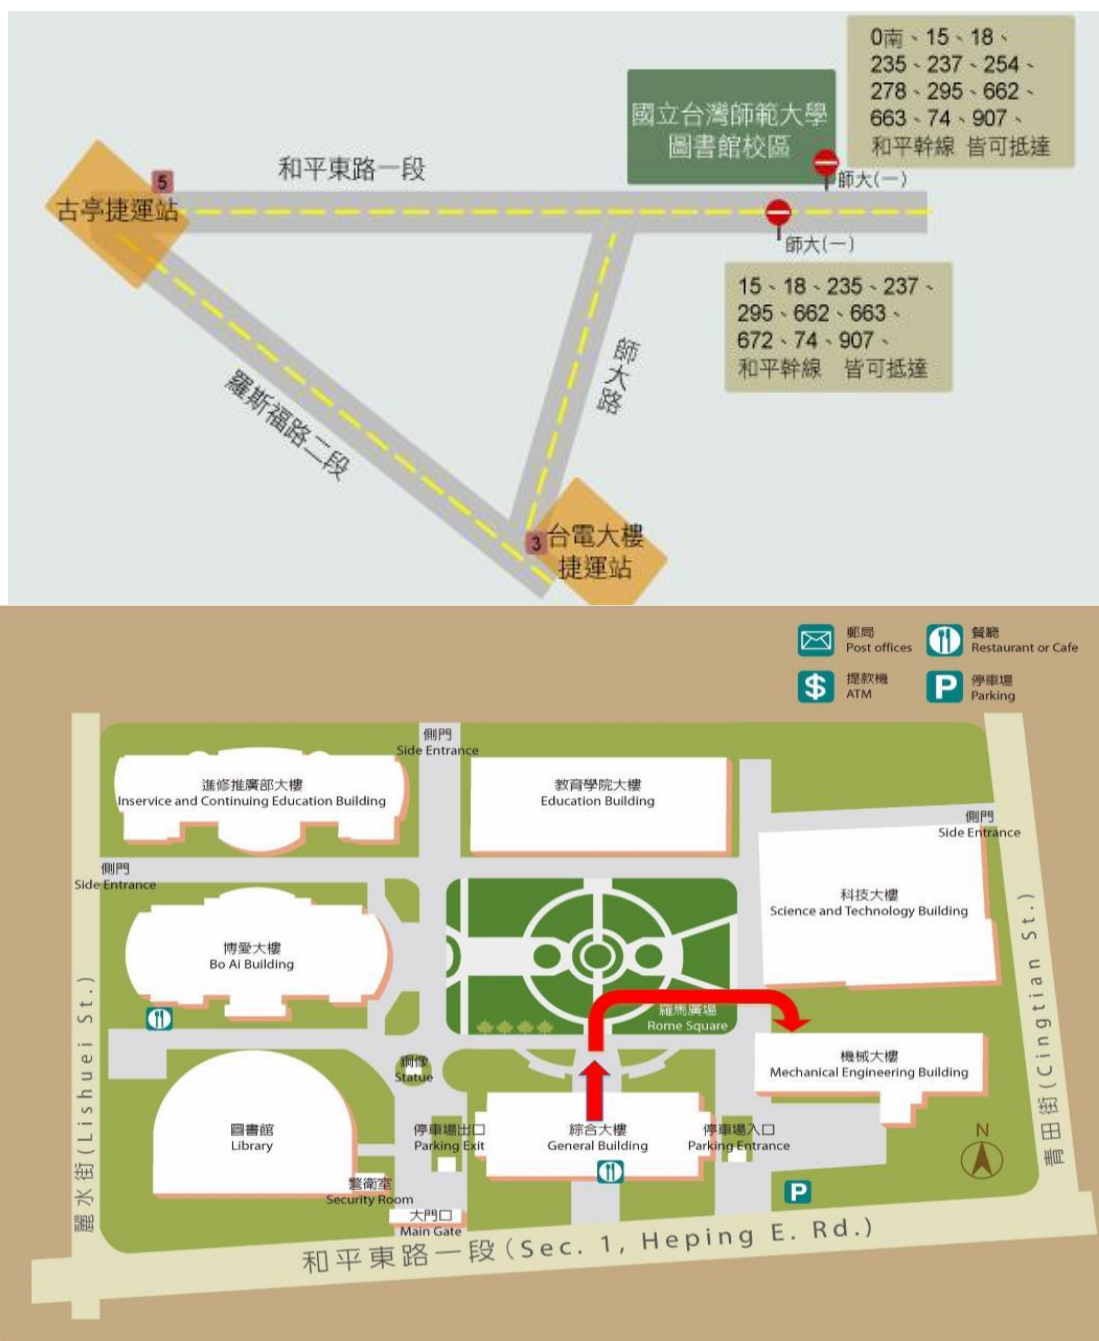 0南、15、18、
235、237、254、
278、295、662、
663、74、907、
和平幹線 皆可抵達
國立台灣師範大學
圖書館校區
師大(一)
和平東路一段
5
古亭捷運站
師大(一)
15、18、235、237、
295、662、663、
672、74、907、
和平幹線 皆可抵達
師大路
羅斯福路二段
3
台電大樓
捷運站
郵局
Post offices
餐廳
Restaurant or Cafe
提款機
ATM
P
停車場
Parking
側門
Side Entrance
進修推廣部大樓
Inservice and Continuing Education Building
教育學院大樓
Education Building
側門
Side Entrance
側門
Side Entrance
科技大樓
Science and Technology Building
博愛大樓
Bo Ai Building
羅馬廣場
Rome Square
銅像
Statue
機械大樓
Mechanical Engineering Building
圖書館
Library
停車場出口
Parking Exit
綜合大樓
General Building
停車場入口
Parking Entrance
N
警衛室
Security Room
P
大門口
Main Gate
麗水街(Lishuei St.)
青田街(Cingtian St.)
和平東路一段(Sec. 1, Heping E. Rd.)